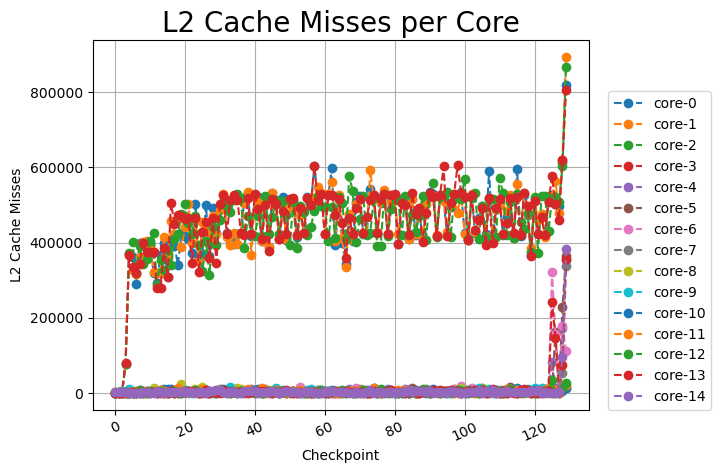 L2 Cache Misses per Core
L2 Cache Misses
800000
600000
400000
200000
0
0
20
40
60
80
100
120
Checkpoint
core-0
core-1
core-2
core-3
core-4
core-5
core-6
core-7
core-8
core-9
core-10
core-11
core-12
core-13
core-14